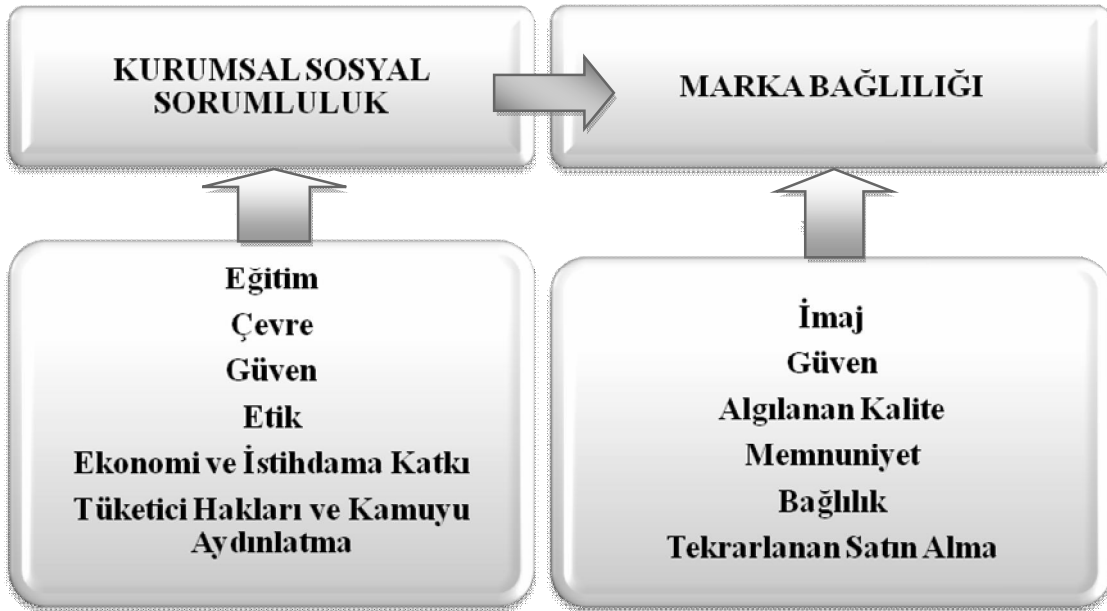 KURUMSAL SOSYAL
SORUMLULUK
MARKA BAĞLILIĞI
Eğitim
Çevre
Güven
Etik
Ekonomi ve İstihdama Katkı
Tüketici Hakları ve Kamuyu
Aydınlatma
İmaj
Güven
Algılanan Kalite
Memnuniyet
Bağlılık
Tekrarlanan Satın Alma